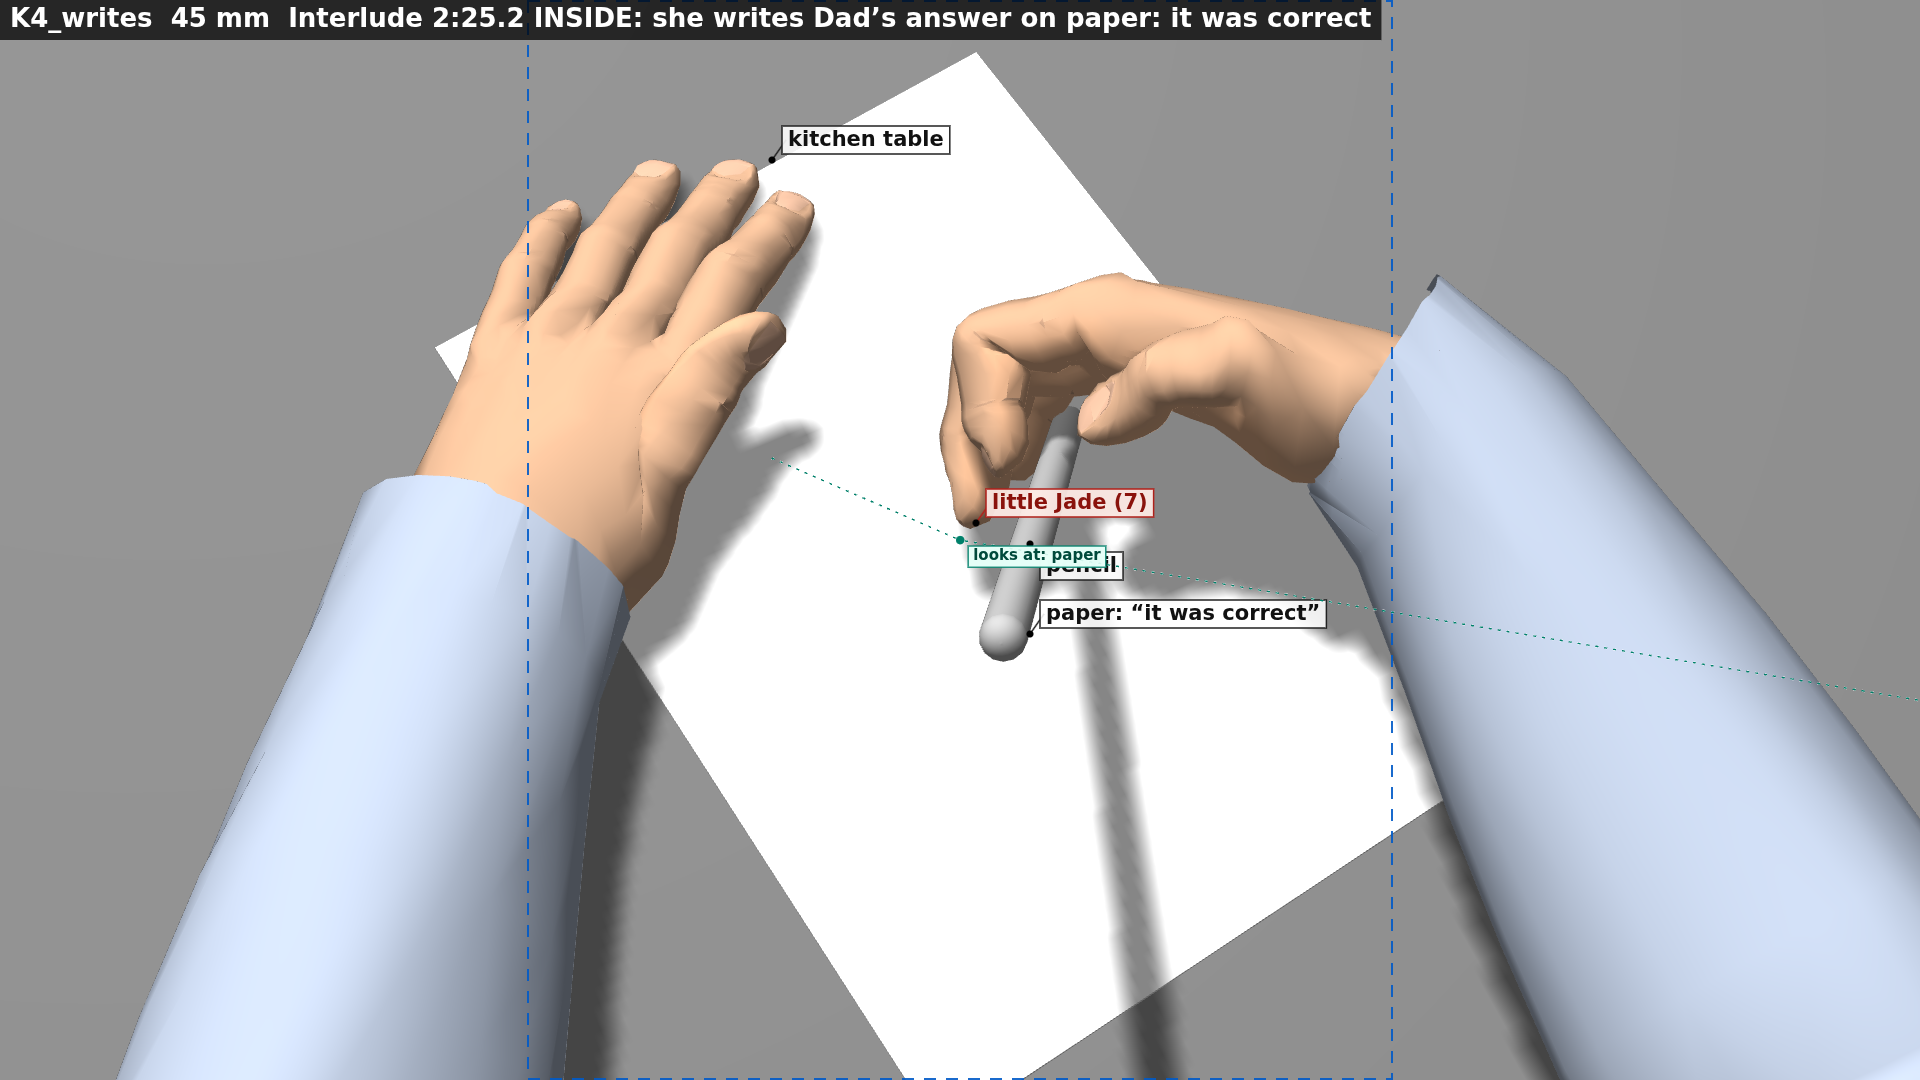 K4_writes 45 mm Interlude 2:25.2 INSIDE: she writes Dad’s answer on paper: it was correct
kitchen table
little Jade (7)
looks at: paper
pencil
paper: “it was correct”